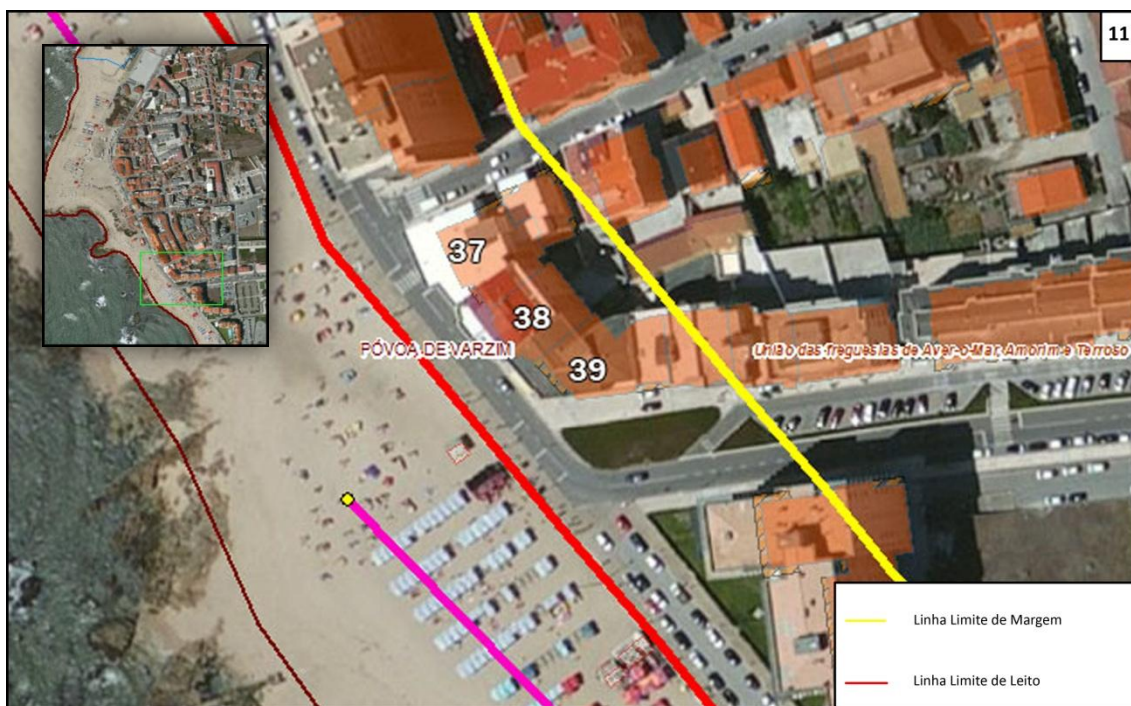 11
37
38
PÓVOA DE VARZIM
União das freguesias de Aver-o-Mar, Amorim e Terroso
39
Linha Limite de Margem
Linha Limite de Leito